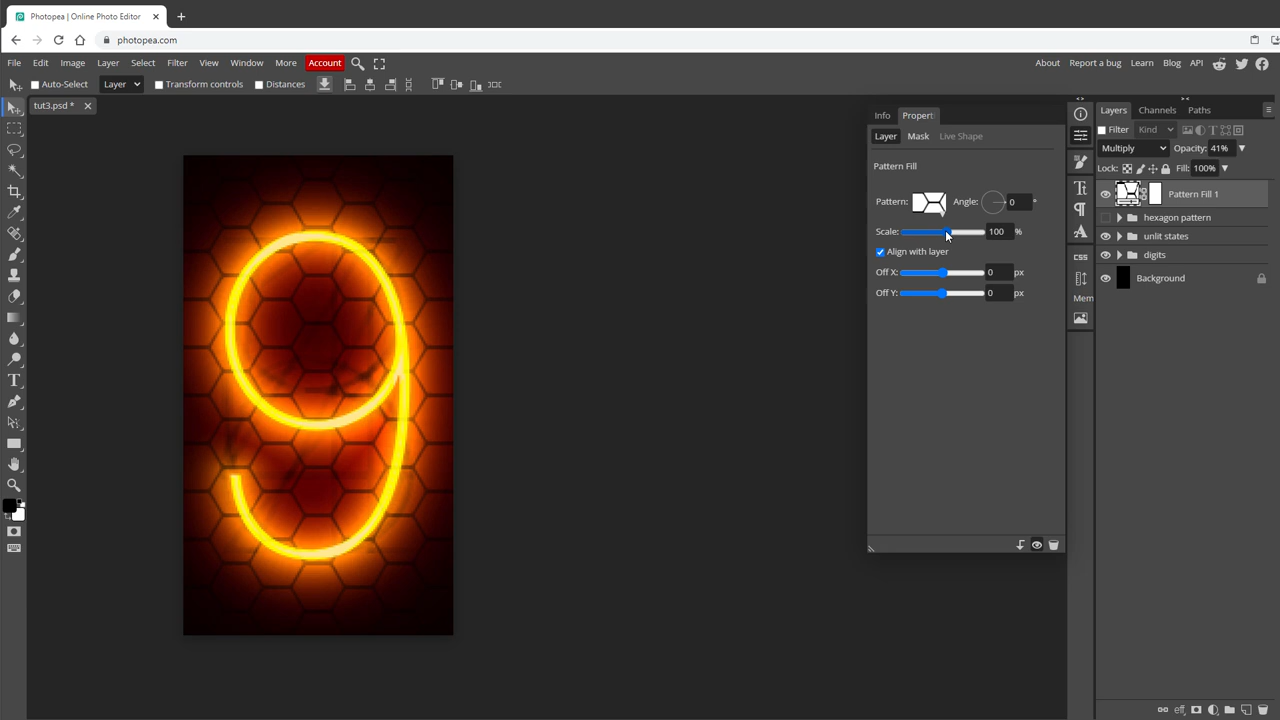 Photopea | Online Photo Editor
photopea.com
File Edit Image Layer Select Filter View Window More Account About Report a bug Learn Blog API
Auto-Select Layer Transform controls Distances
tut3.psd *
Info Propert
Layer Mask Live Shape
Pattern Fill
Pattern: Angle: 0 °
Scale: 100 %
Align with layer
Off X: 0 px
Off Y: 0 px
CSS
Mem
Layers Channels Paths
Filter Kind
Multiply Opacity: 41%
Lock: Fill: 100%
Pattern Fill 1
hexagon pattern
unlit states
digits
Background
9
eff